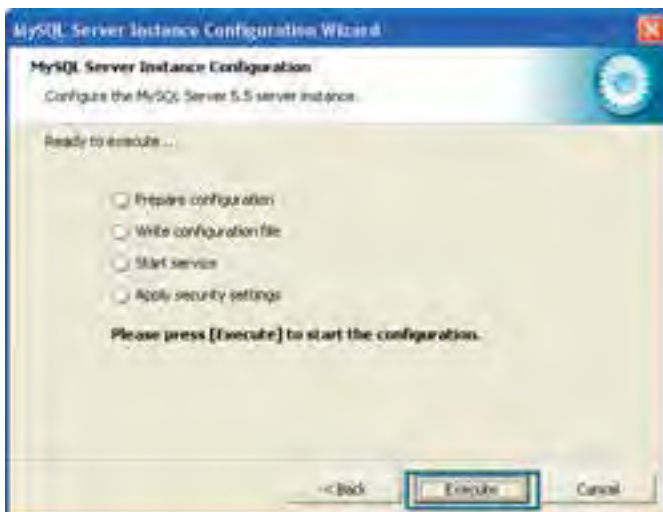 MySQL Server Instance Configuration Wizard
MySQL Server Instance Configuration
Configure the MySQL Server 5.5 server instance.
Ready to execute ...
Prepare configuration
Write configuration file
Start service
Apply security settings
Please press [Execute] to start the configuration.
< Back
Execute
Cancel